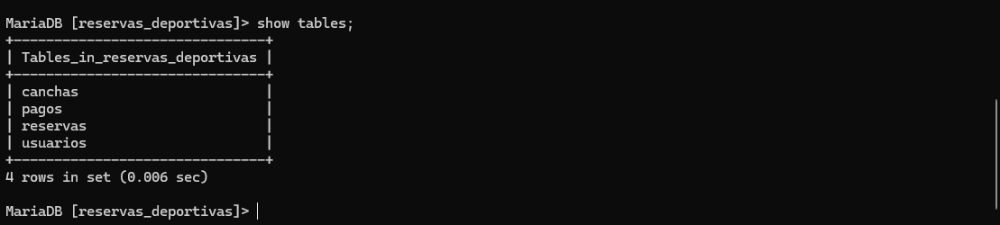 MariaDB [reservas_deportivas]> show tables;
+-------------------------------+
| Tables_in_reservas_deportivas |
+-------------------------------+
| canchas                       |
| pagos                         |
| reservas                      |
| usuarios                      |
+-------------------------------+
4 rows in set (0.006 sec)
MariaDB [reservas_deportivas]>